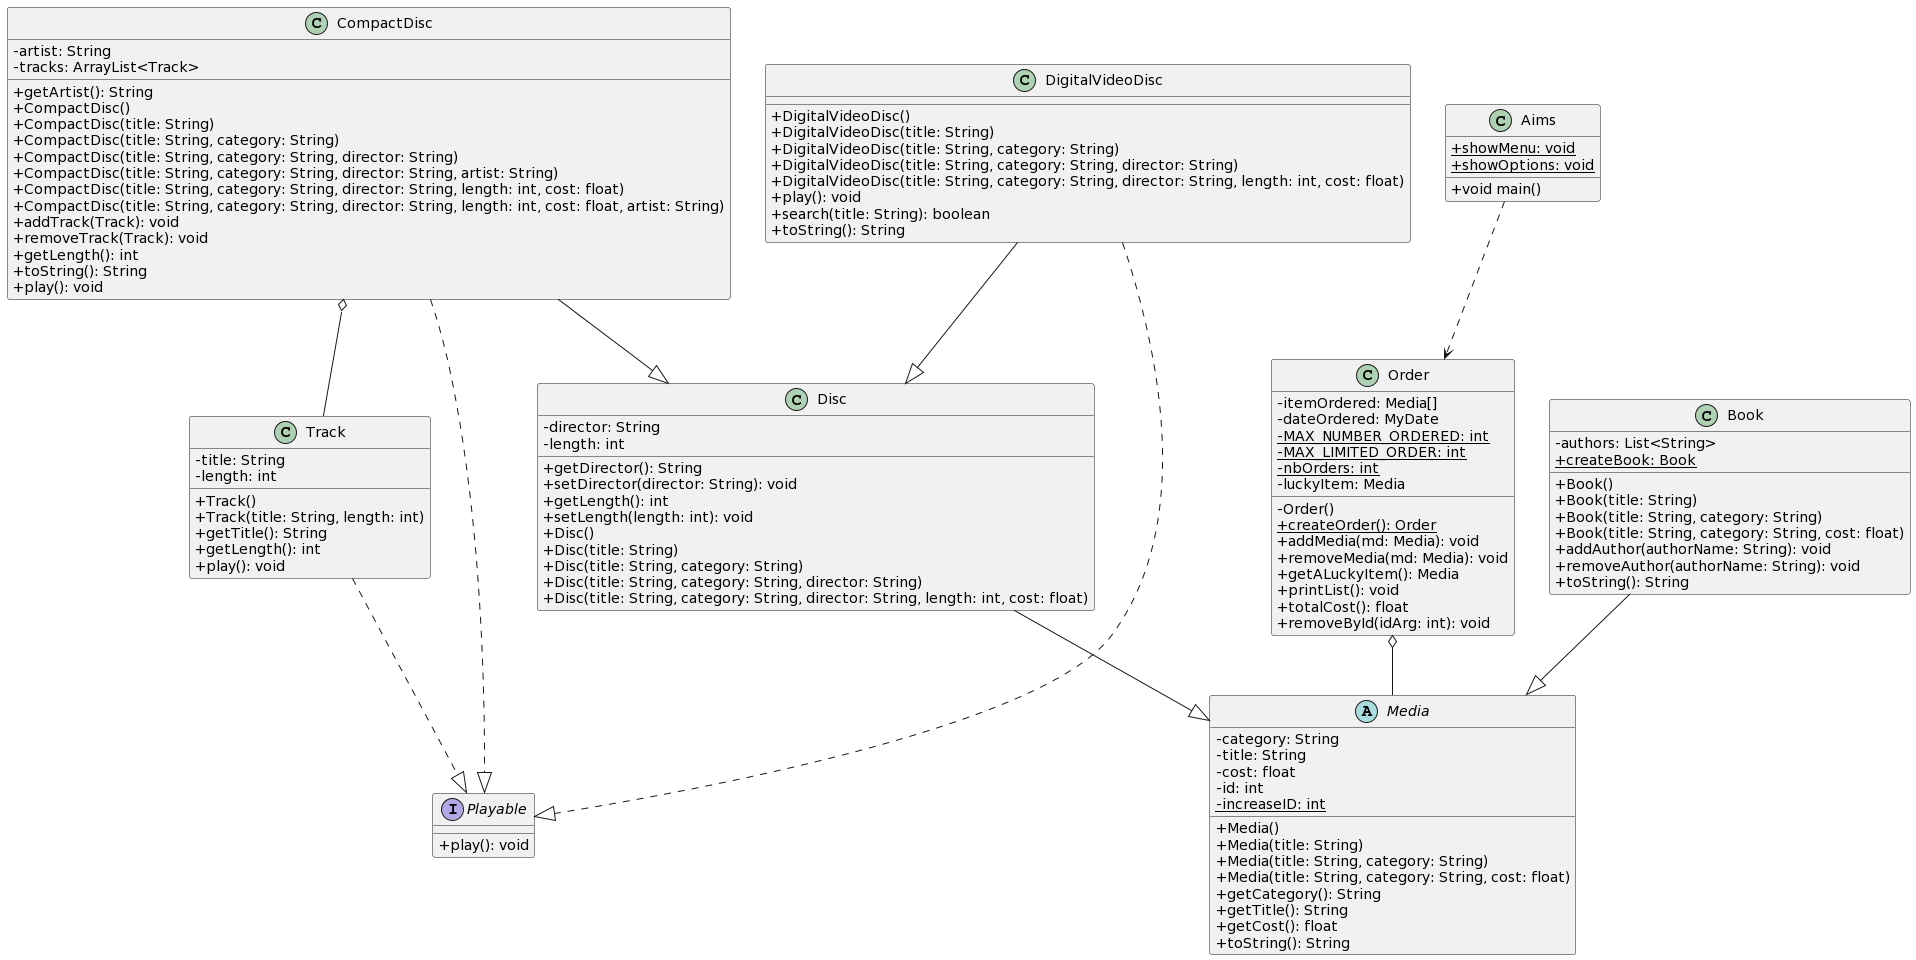 C CompactDisc
-artist: String
-tracks: ArrayList<Track>
+getArtist(): String
+CompactDisc()
+CompactDisc(title: String)
+CompactDisc(title: String, category: String)
+CompactDisc(title: String, category: String, director: String)
+CompactDisc(title: String, category: String, director: String, artist: String)
+CompactDisc(title: String, category: String, director: String, length: int, cost: float)
+CompactDisc(title: String, category: String, director: String, length: int, cost: float, artist: String)
+addTrack(Track): void
+removeTrack(Track): void
+getLength(): int
+toString(): String
+play(): void
C DigitalVideoDisc
+DigitalVideoDisc()
+DigitalVideoDisc(title: String)
+DigitalVideoDisc(title: String, category: String)
+DigitalVideoDisc(title: String, category: String, director: String)
+DigitalVideoDisc(title: String, category: String, director: String, length: int, cost: float)
+play(): void
+search(title: String): boolean
+toString(): String
C Aims
+showMenu: void
+showOptions: void
+void main()
C Track
-title: String
-length: int
+Track()
+Track(title: String, length: int)
+getTitle(): String
+getLength(): int
+play(): void
C Disc
-director: String
-length: int
+getDirector(): String
+setDirector(director: String): void
+getLength(): int
+setLength(length: int): void
+Disc()
+Disc(title: String)
+Disc(title: String, category: String)
+Disc(title: String, category: String, director: String)
+Disc(title: String, category: String, director: String, length: int, cost: float)
C Order
-itemOrdered: Media[]
-dateOrdered: MyDate
-MAX_NUMBER_ORDERED: int
-MAX_LIMITED_ORDER: int
-nbOrders: int
-luckyItem: Media
-Order()
+createOrder(): Order
+addMedia(md: Media): void
+removeMedia(md: Media): void
+getALuckyItem(): Media
+printList(): void
+totalCost(): float
+removeById(idArg: int): void
C Book
-authors: List<String>
+createBook: Book
+Book()
+Book(title: String)
+Book(title: String, category: String)
+Book(title: String, category: String, cost: float)
+addAuthor(authorName: String): void
+removeAuthor(authorName: String): void
+toString(): String
I Playable
+play(): void
A Media
-category: String
-title: String
-cost: float
-id: int
-increaseID: int
+Media()
+Media(title: String)
+Media(title: String, category: String)
+Media(title: String, category: String, cost: float)
+getCategory(): String
+getTitle(): String
+getCost(): float
+toString(): String